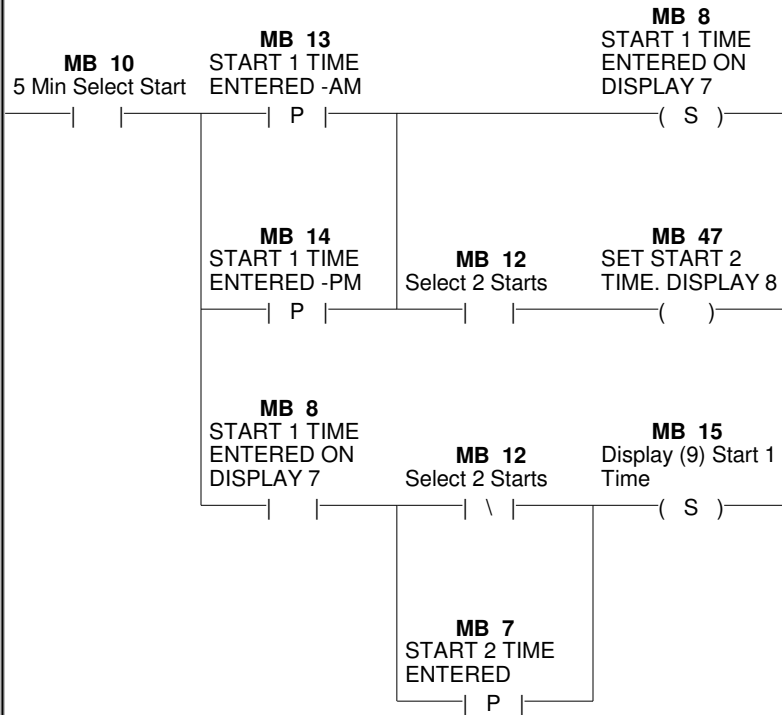 MB 10
5 Min Select Start
MB 13
START 1 TIME
ENTERED -AM
P
MB 8
START 1 TIME
ENTERED ON
DISPLAY 7
( S )
MB 14
START 1 TIME
ENTERED -PM
P
MB 12
Select 2 Starts
MB 47
SET START 2
TIME. DISPLAY 8
( )
MB 8
START 1 TIME
ENTERED ON
DISPLAY 7
MB 12
Select 2 Starts
\
MB 15
Display (9) Start 1
Time
( S )
MB 7
START 2 TIME
ENTERED
P